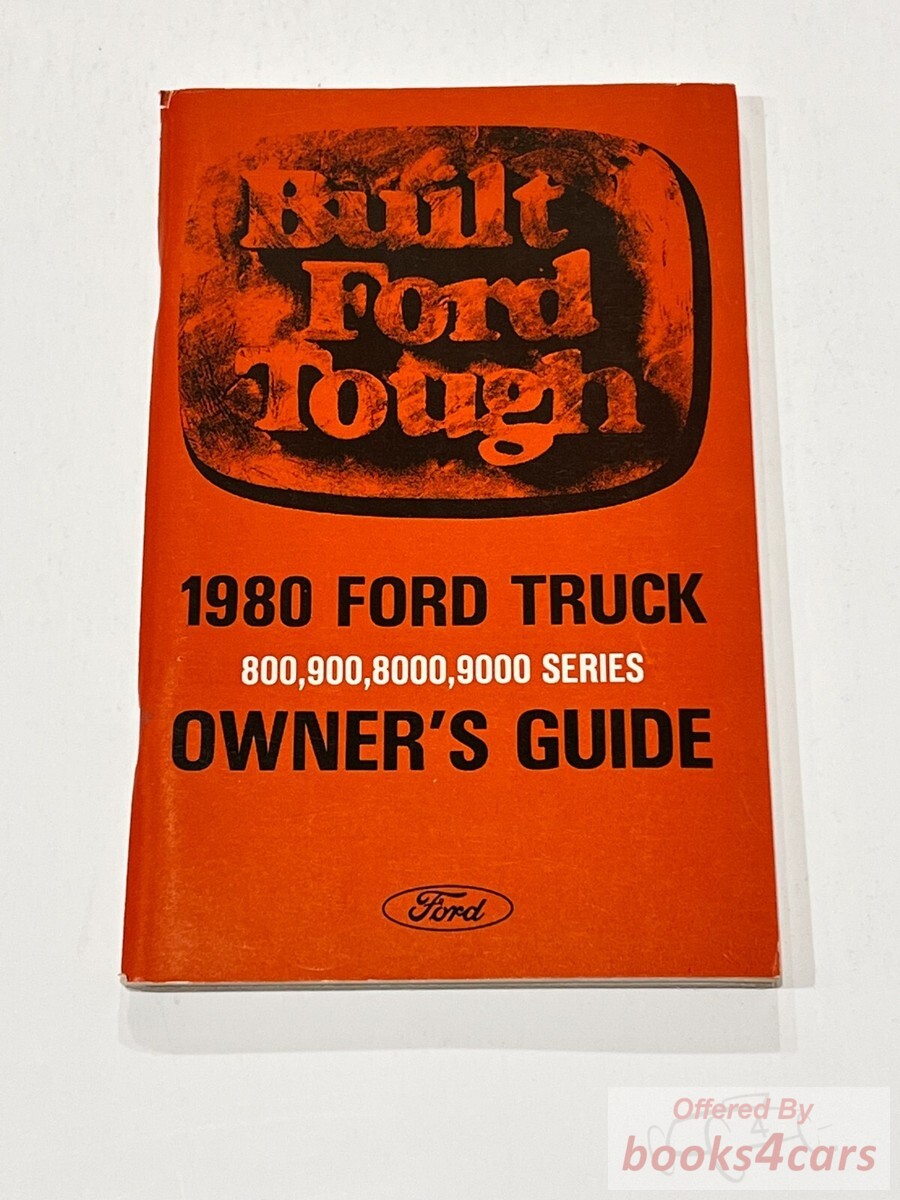 Built
Ford
Tough
1980 FORD TRUCK
800,900,8000,9000 SERIES
OWNER'S GUIDE
Ford
Offered By
books4cars